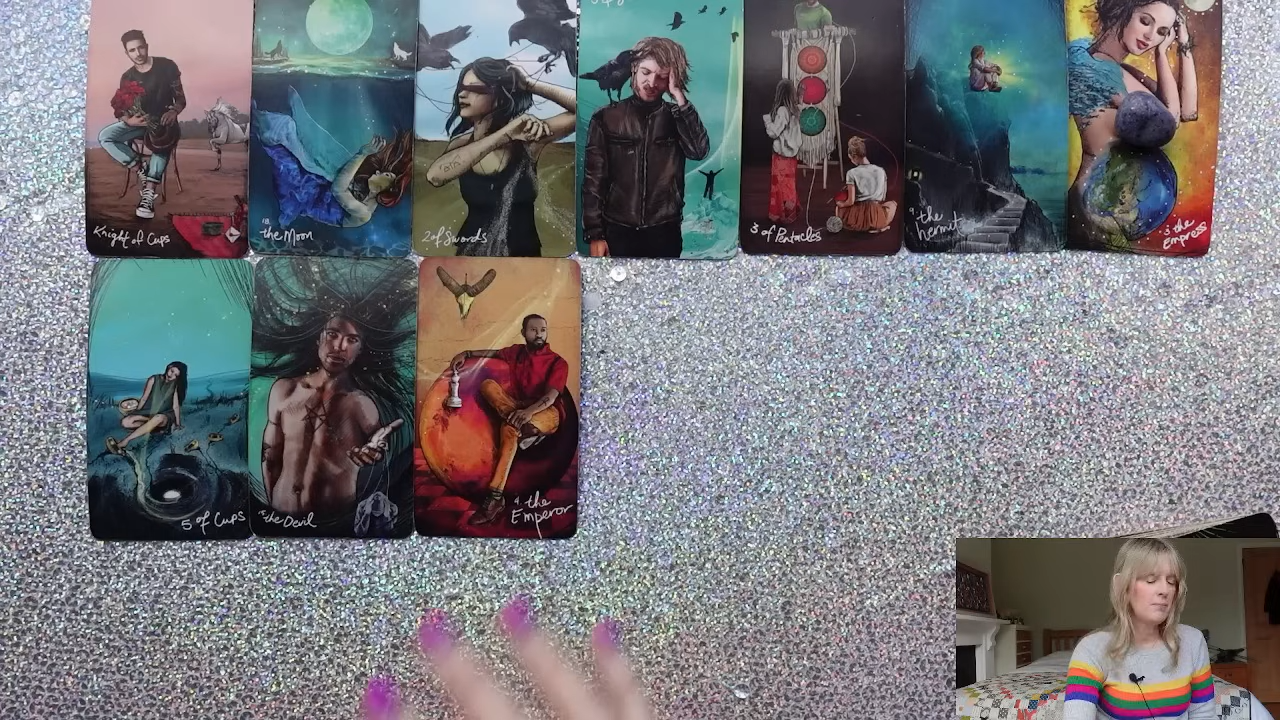 Knight of Cups
18.
the Moon
2 of Swords
3 of Pentacles
9
the
hermit
3 the
Empress
5 of Cups
the Devil
4. the
Emperor